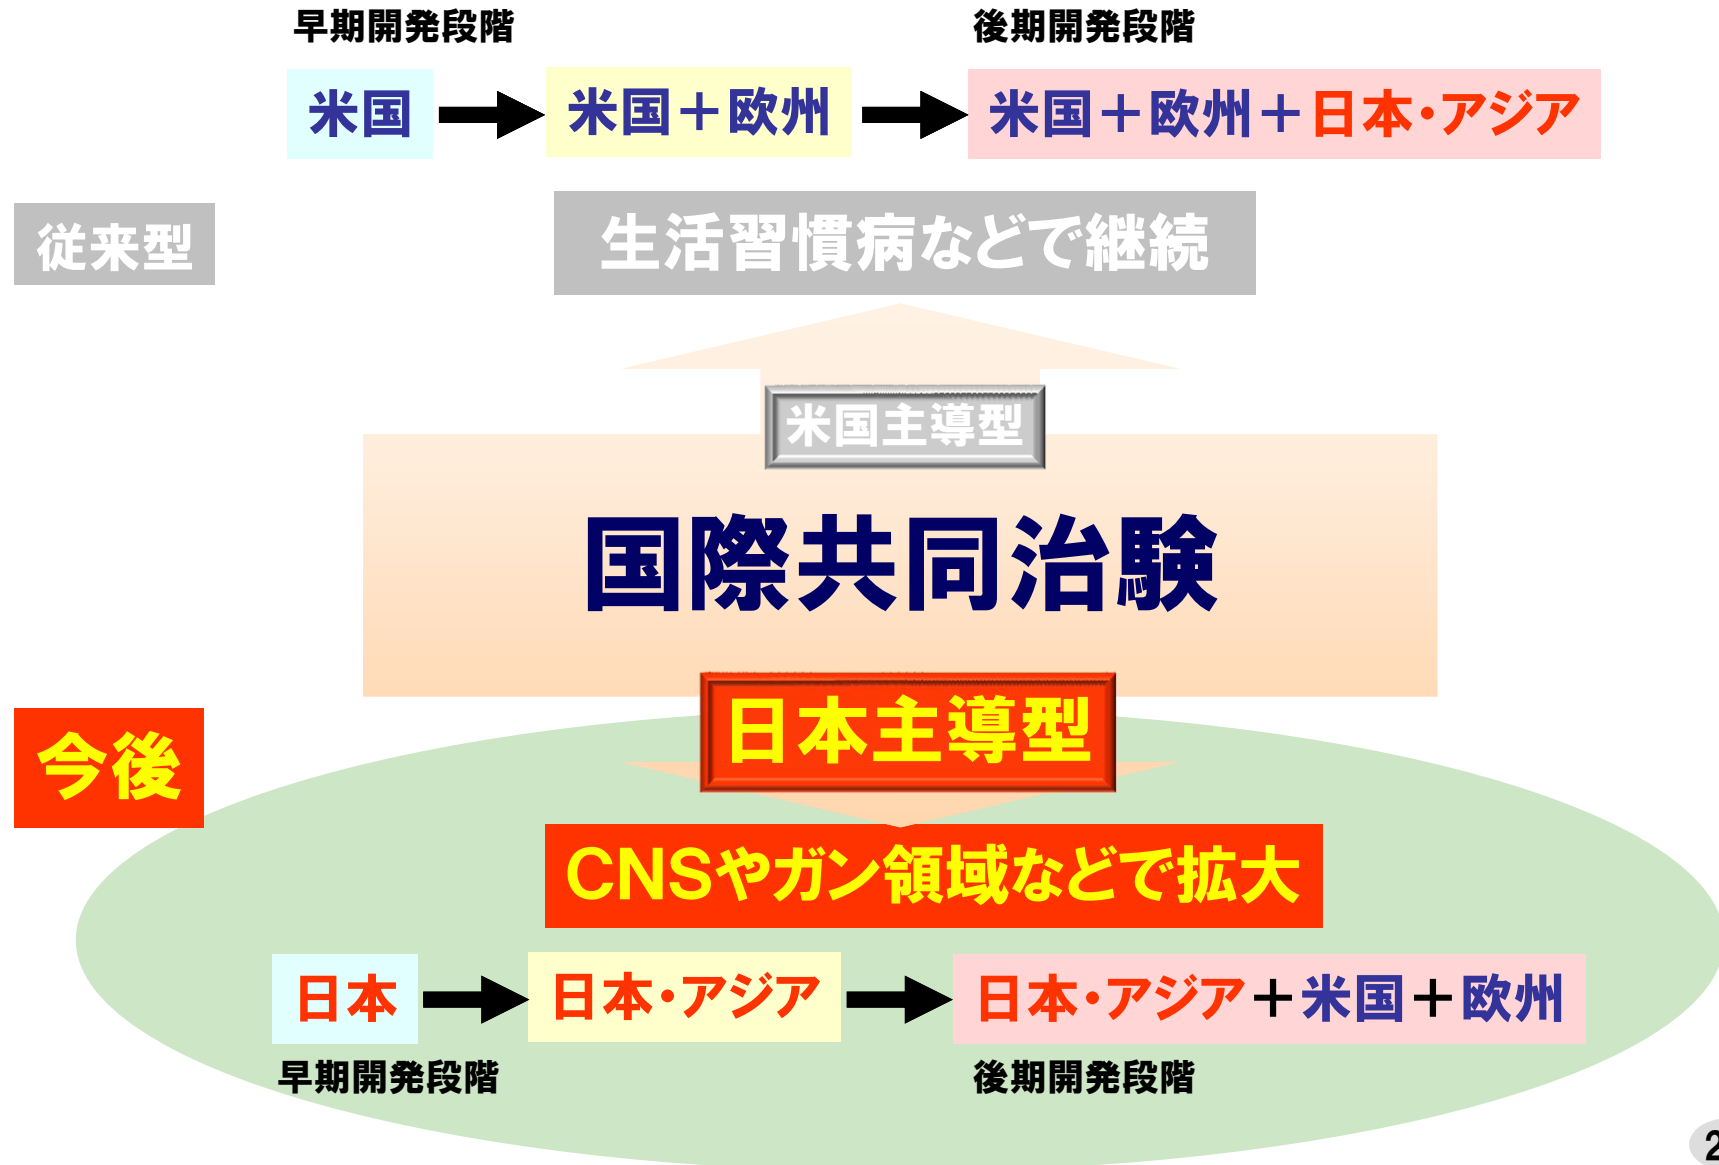 早期開発段階 後期開発段階
米国 米国＋欧州 米国＋欧州＋日本・アジア
従来型 生活習慣病などで継続
米国主導型
国際共同治験
日本主導型
今後
CNSやガン領域などで拡大
日本 日本・アジア 日本・アジア＋米国＋欧州
早期開発段階 後期開発段階